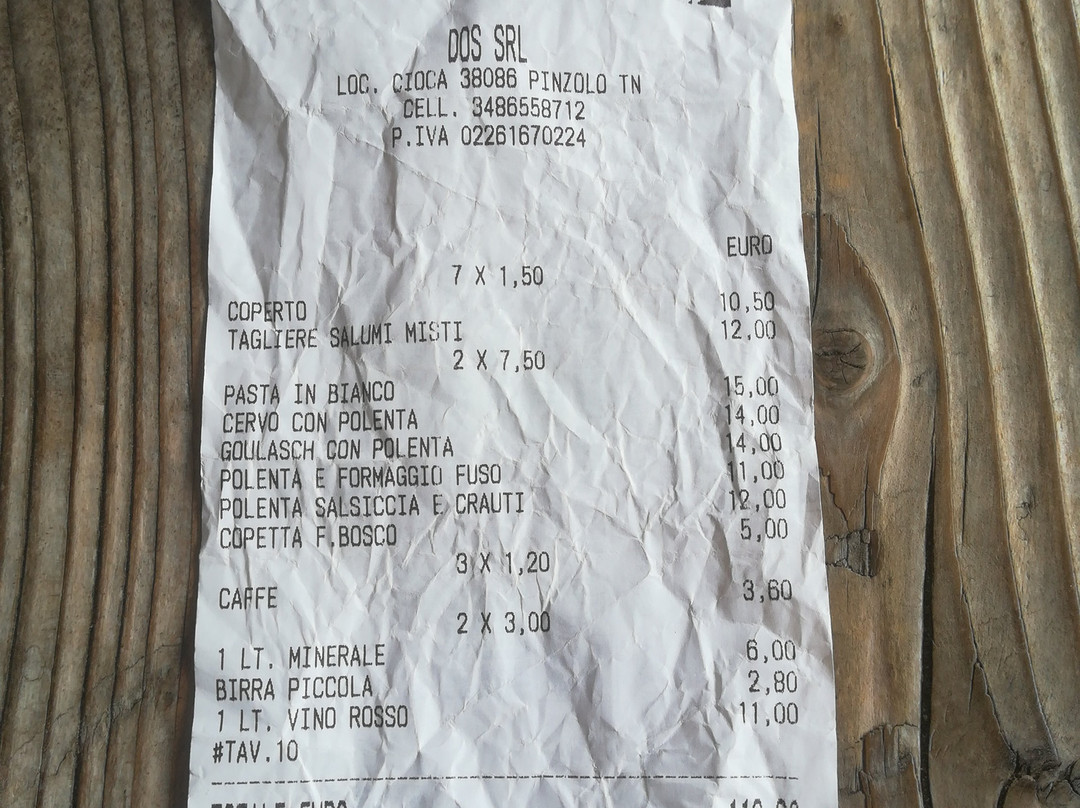 DOS SRL
LOC. CIOCA 38086 PINZOLO TN
CELL. 3486558712
P.IVA 02261670224
EURO
7 X 1,50
COPERTO 10,50
TAGLIERE SALUMI MISTI 12,00
2 X 7,50
PASTA IN BIANCO 15,00
CERVO CON POLENTA 14,00
GOULASCH CON POLENTA 14,00
POLENTA E FORMAGGIO FUSO 11,00
POLENTA SALSICCIA E CRAUTI 12,00
COPETTA F.BOSCO 5,00
3 X 1,20
CAFFE 3,60
2 X 3,00
1 LT. MINERALE 6,00
BIRRA PICCOLA 2,80
1 LT. VINO ROSSO 11,00
#TAV.10
TOTALE EURO